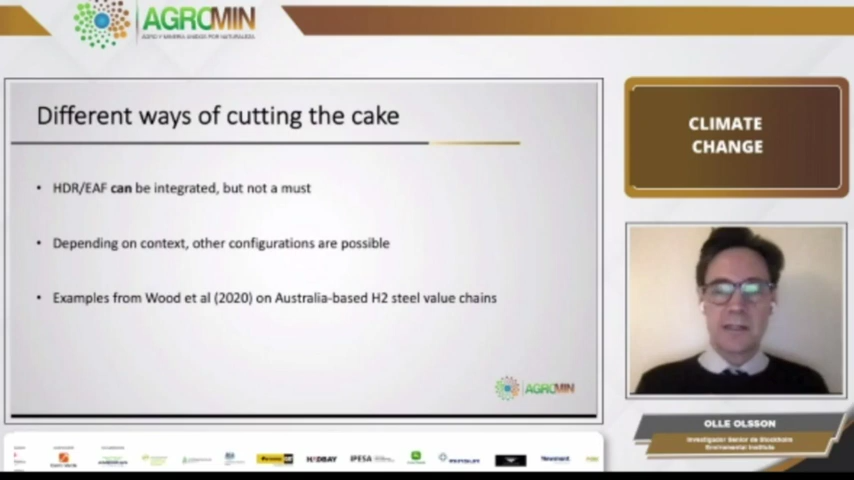 AGROMIN
AGRO Y MINERÍA UNIDOS POR NATURALEZA
Different ways of cutting the cake
• HDR/EAF can be integrated, but not a must
• Depending on context, other configurations are possible
• Examples from Wood et al (2020) on Australia-based H2 steel value chains
AGROMIN
CLIMATE
CHANGE
OLLE OLSSON
Investigador Senior de Stockholm
Environmental Institute
HUDBAY
IPESA
Newmont